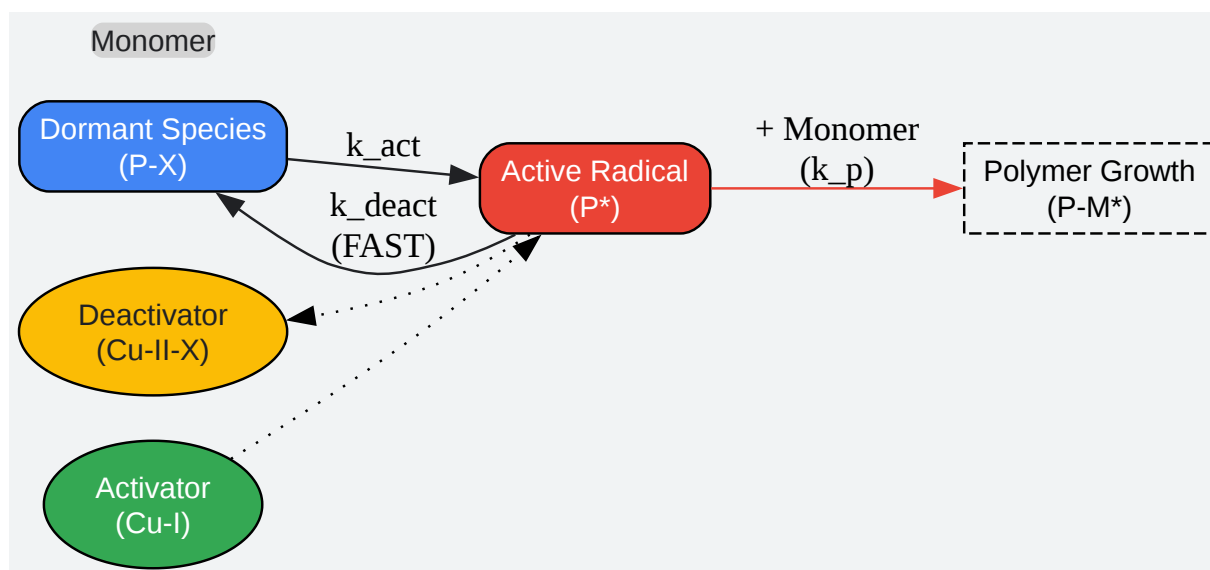 Monomer
Dormant Species
(P-X)
k_act
k_deact
(FAST)
Active Radical
(P*)
+ Monomer
(k_p)
Polymer Growth
(P-M*)
Deactivator
(Cu-II-X)
Activator
(Cu-I)